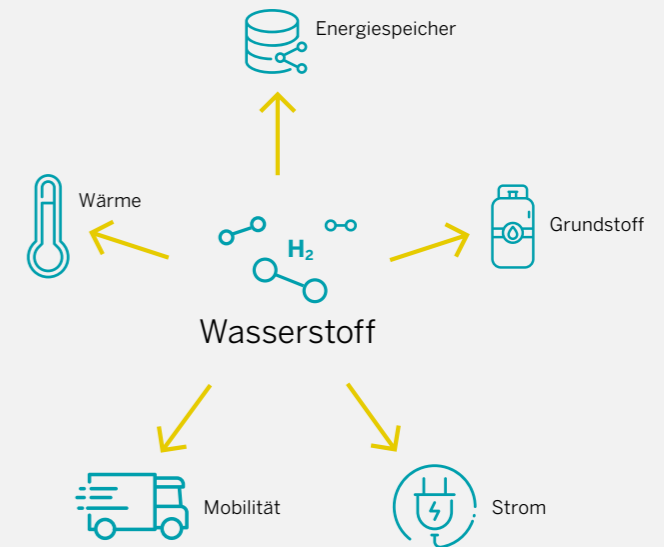 Energiespeicher
Wärme
Grundstoff
H₂
Wasserstoff
Mobilität
Strom